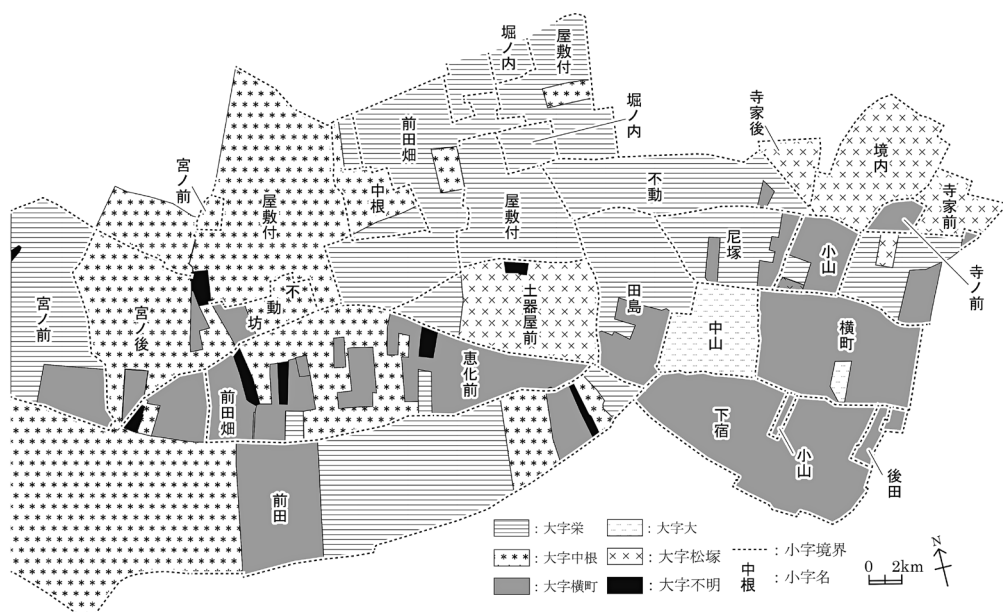 堀ノ内
屋敷付
堀ノ内
寺家後
境内
前田畑
宮ノ前
中根
不動
寺家前
屋敷付
屋敷付
尼塚
小山
寺ノ前
宮ノ前
宮ノ後
不動
坊
土器屋前
田島
中山
横町
恵化前
前田畑
下宿
小山
後田
前田
:大字栄
:大字大
:大字中根
:大字松塚
:小字境界
:大字横町
:大字不明
中根
:小字名
0
2km
N